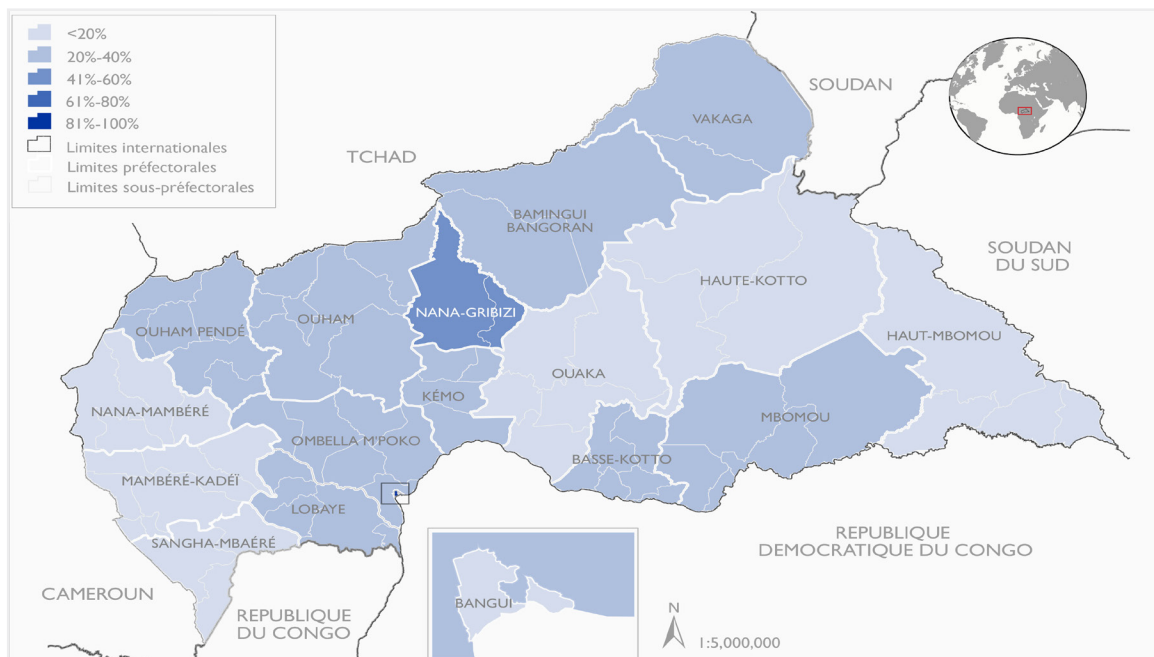 <20%
20%-40%
41%-60%
61%-80%
81%-100%
Limites internationales
Limites préfectorales
Limites sous-préfectorales
SOUDAN
VAKAGA
TCHAD
BAMINGUI
BANGORAN
SOUDAN
DU SUD
HAUTE-KOTTO
NANA-GRIBIZI
OUHAM
OUHAM PENDÉ
HAUT-MBOMOU
OUAKA
KÉMO
NANA-MAMBÉRÉ
MBOMOU
OMBELLA M'POKO
BASSE-KOTTO
MAMBÉRÉ-KADÉÏ
LOBAYE
SANGHA-MBAÉRÉ
REPUBLIQUE
DEMOCRATIQUE DU CONGO
CAMEROUN
REPUBLIQUE
DU CONGO
BANGUI
N
1:5,000,000